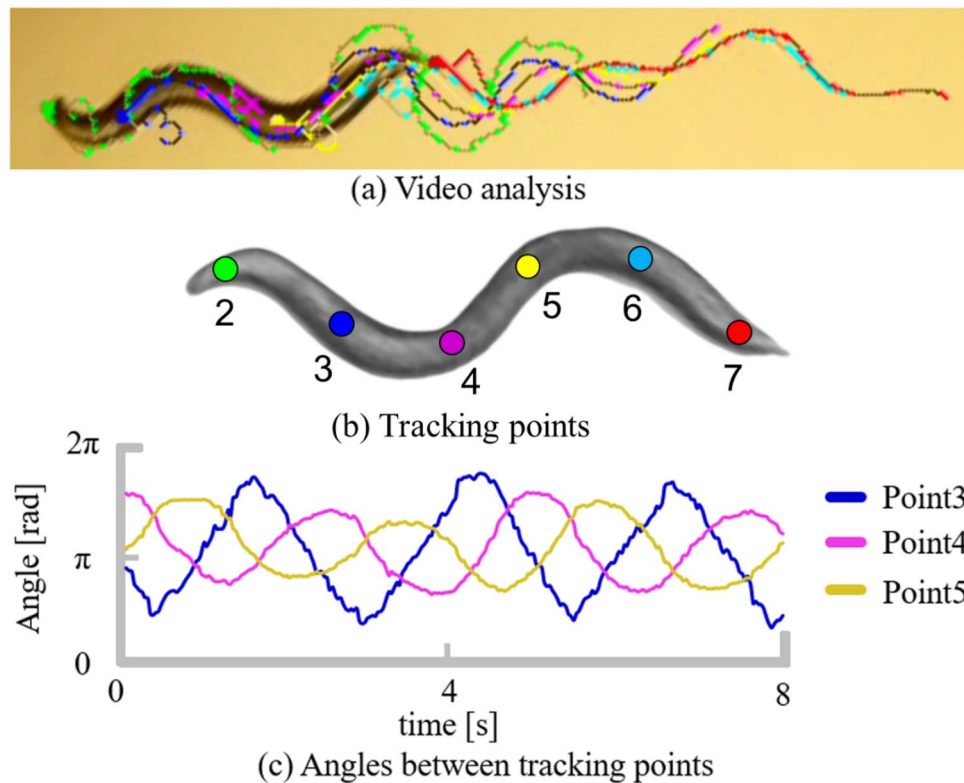 (a) Video analysis
2
3
4
5
6
7
(b) Tracking points
2π
π
0
Angle [rad]
Point3
Point4
Point5
0
4
8
time [s]
(c) Angles between tracking points